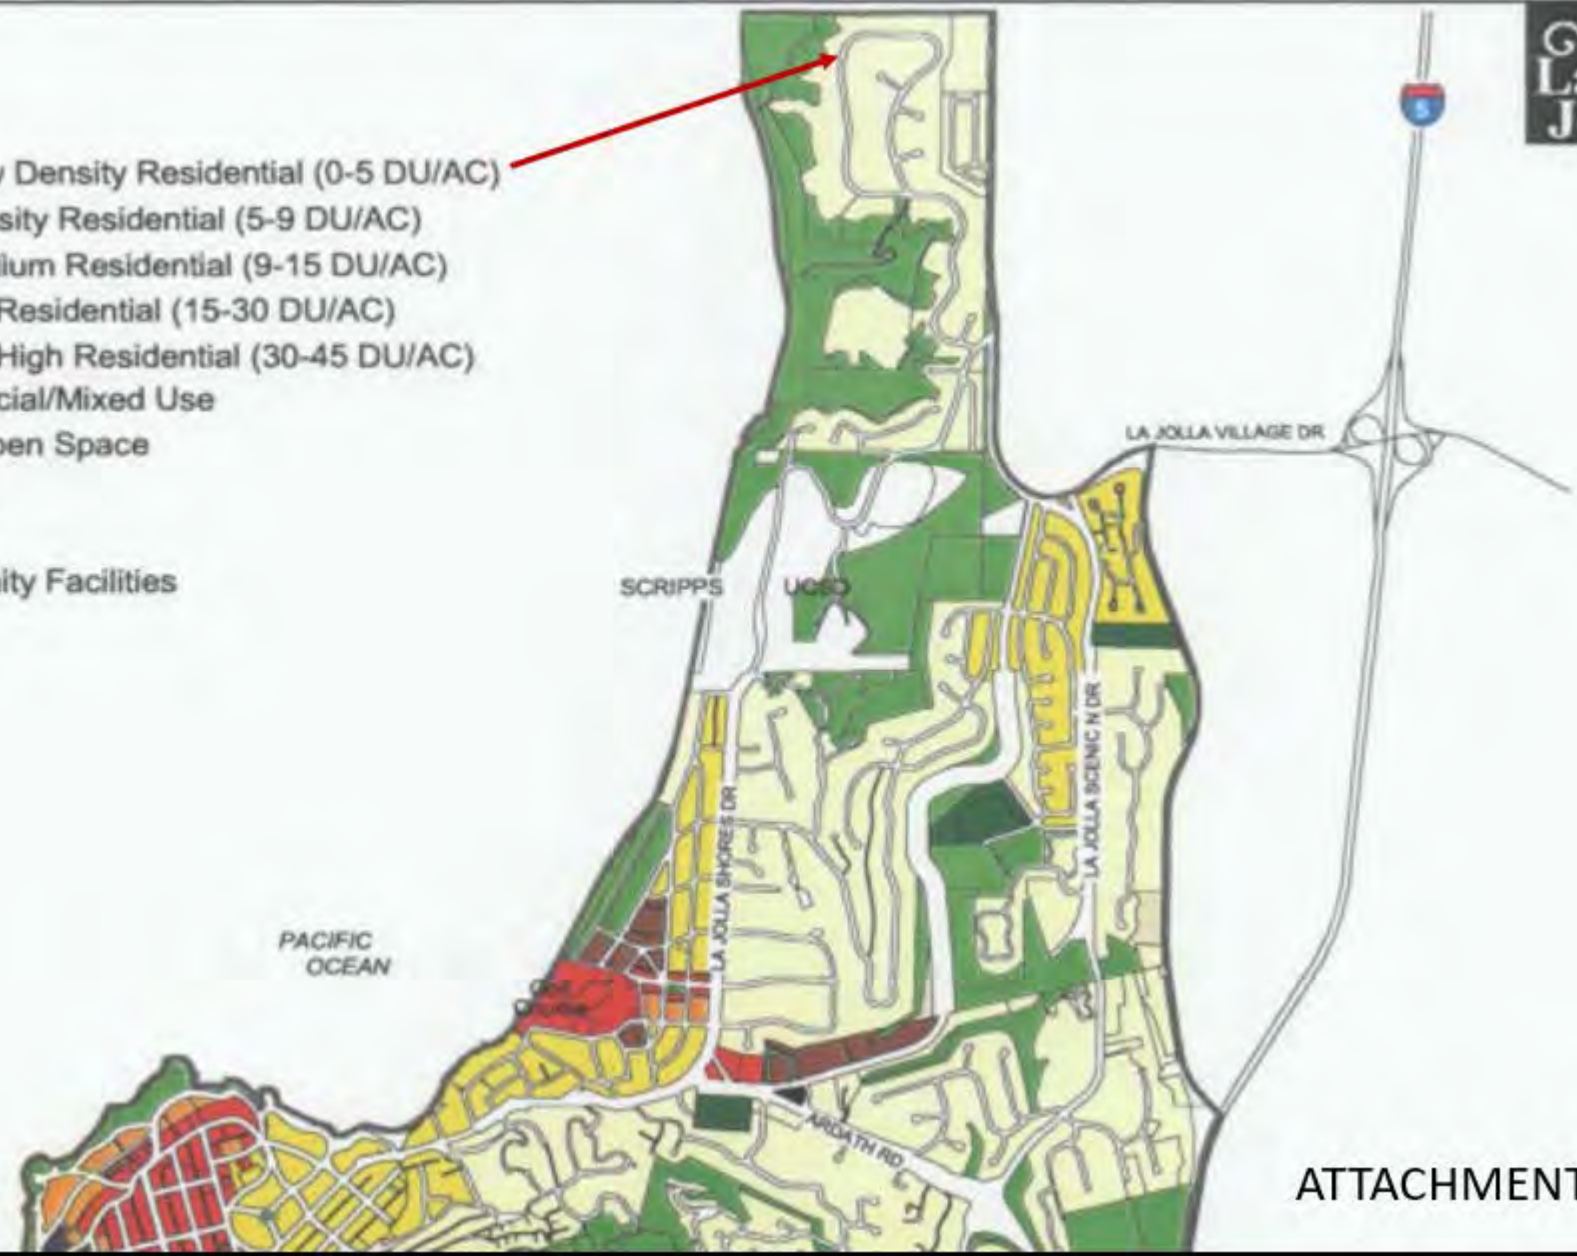 y Density Residential (0-5 DU/AC)
sity Residential (5-9 DU/AC)
ium Residential (9-15 DU/AC)
Residential (15-30 DU/AC)
High Residential (30-45 DU/AC)
cial/Mixed Use
pen Space
ity Facilities
5
LA JOLLA VILLAGE DR
SCRIPPS
UCSD
LA JOLLA SHORES DR
LA JOLLA SCENIC N DR
PACIFIC
OCEAN
ARDATH RD
ATTACHMENT